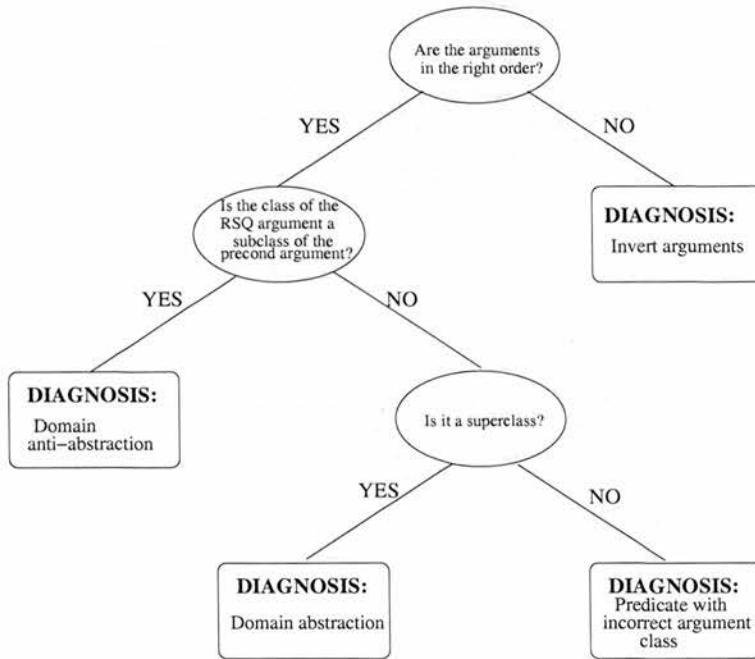 Are the arguments
in the right order?
YES
NO
Is the class of the
RSQ argument a
subclass of the
precond argument?
DIAGNOSIS:
Invert arguments
YES
NO
DIAGNOSIS:
Domain
anti−abstraction
Is it a superclass?
YES
NO
DIAGNOSIS:
Domain abstraction
DIAGNOSIS:
Predicate with
incorrect argument
class